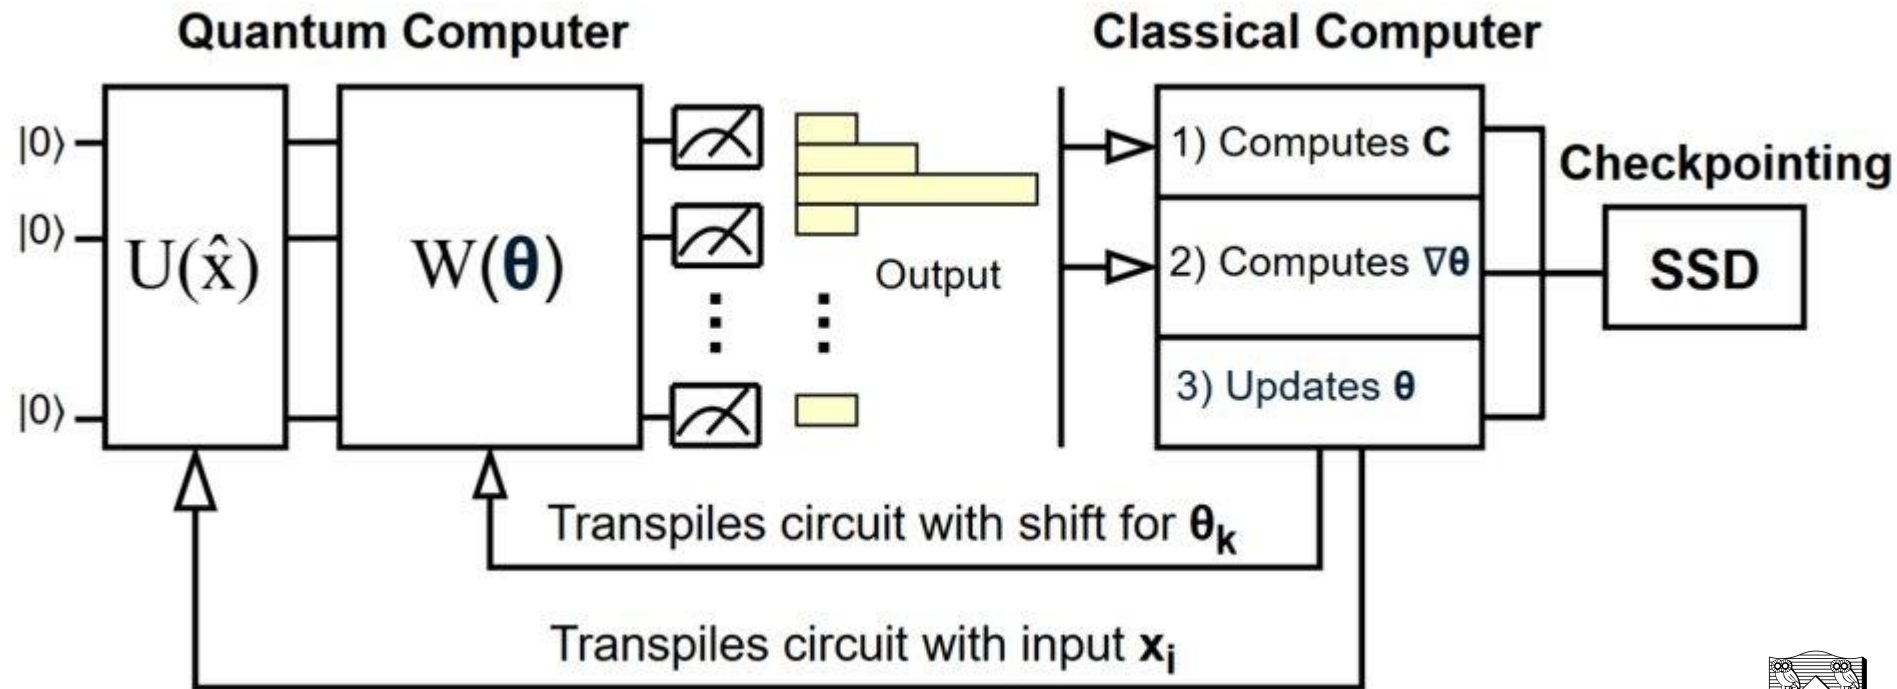 Quantum Computer
Classical Computer
|0⟩
|0⟩
|0⟩
U(x̂)
W(θ)
Output
1) Computes C
2) Computes ∇θ
3) Updates θ
Checkpointing
SSD
Transpiles circuit with shift for θk
Transpiles circuit with input xi